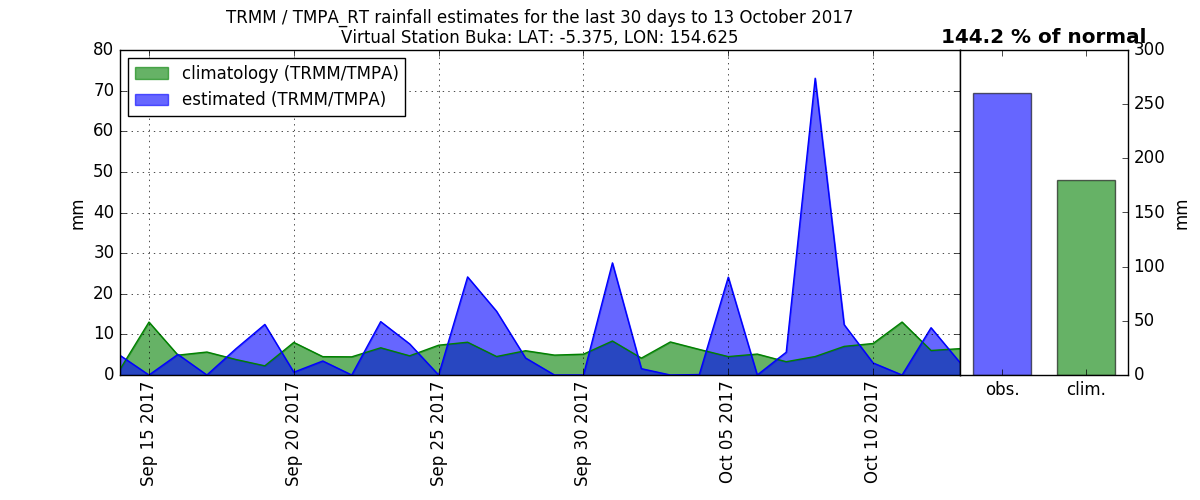 TRMM / TMPA_RT rainfall estimates for the last 30 days to 13 October 2017
Virtual Station Buka: LAT: -5.375, LON: 154.625
144.2 % of normal
climatology (TRMM/TMPA)
estimated (TRMM/TMPA)
mm
80
70
60
50
40
30
20
10
0
Sep 15 2017
Sep 20 2017
Sep 25 2017
Sep 30 2017
Oct 05 2017
Oct 10 2017
300
250
200
150
100
50
0
mm
obs.
clim.